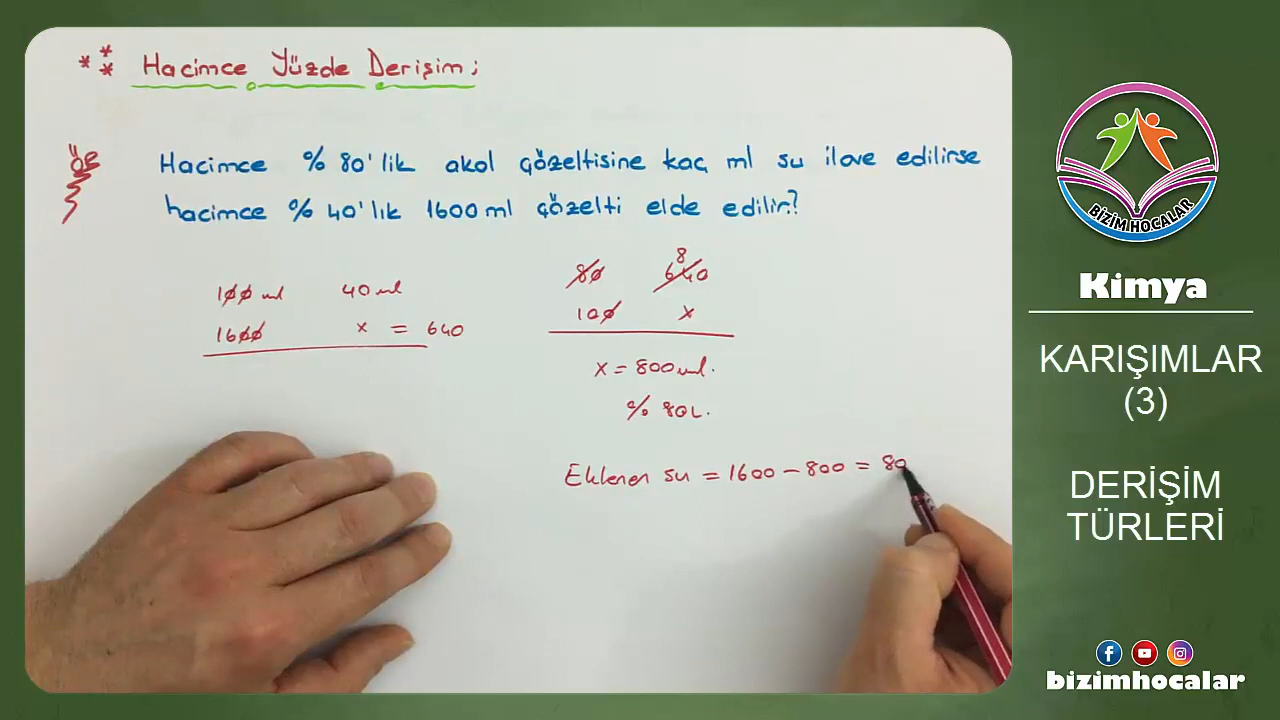 Hacimce Yüzde Derişim;
ÖR
Hacimce % 80'lik akol çözeltisine kaç ml su ilave edilirse
hacimce % 40'lık 1600 ml çözelti elde edilir?
100 ml 40 ml
1600 x = 640
80 640 8
100 x
x = 800 ml.
% 80L.
Eklenen su = 1600 - 800 = 80
BİZİM HOCALAR
Kimya
KARIŞIMLAR
(3)
DERİŞİM
TÜRLERİ
bizimhocalar